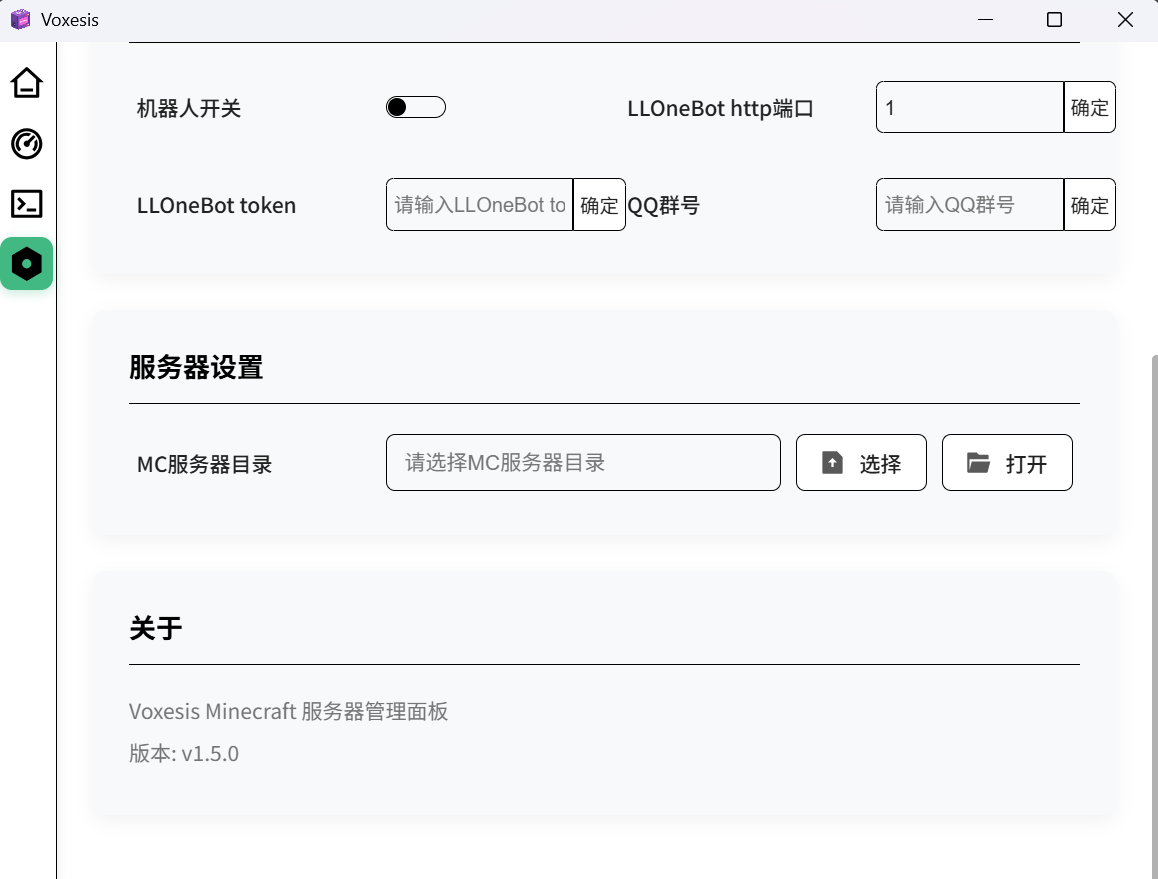 Voxesis
机器人开关
LLOneBot http端口
1
确定
LLOneBot token
请输入LLOneBot to
确定
QQ群号
请输入QQ群号
确定
服务器设置
MC服务器目录
请选择MC服务器目录
选择
打开
关于
Voxesis Minecraft 服务器管理面板
版本: v1.5.0